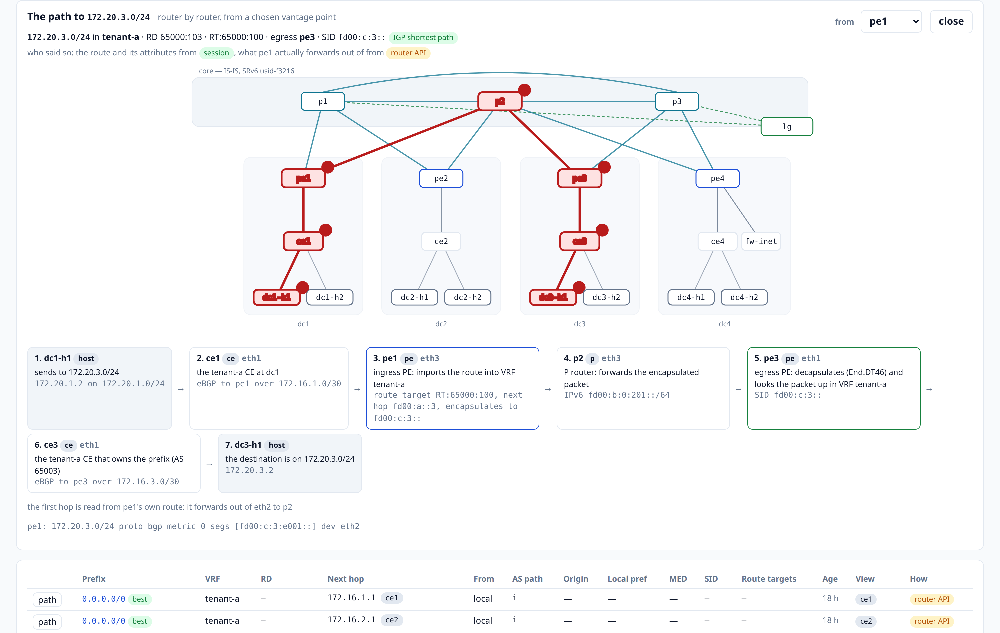 The path to 172.20.3.0/24 router by router, from a chosen vantage point
from pe1 close
172.20.3.0/24 in tenant-a · RD 65000:103 · RT:65000:100 · egress pe3 · SID fd00:c:3:: IGP shortest path
who said so: the route and its attributes from session, what pe1 actually forwards out of from router API
core — IS-IS, SRv6 usid-f3216
p1 p2 p3
lg
pe1 pe2 pe3 pe4
ce1 ce2 ce3 ce4 fw-inet
dc1-h1 dc1-h2 dc2-h1 dc2-h2 dc3-h1 dc3-h2 dc4-h1 dc4-h2
dc1 dc2 dc3 dc4
1. dc1-h1 host
sends to 172.20.3.0/24
172.20.1.2 on 172.20.1.0/24
→
2. ce1 ce eth1
the tenant-a CE at dc1
eBGP to pe1 over 172.16.1.0/30
→
3. pe1 pe eth3
ingress PE: imports the route into VRF
tenant-a
route target RT:65000:100, next
hop fd00:a::3, encapsulates to
fd00:c:3::
→
4. p2 p eth3
P router: forwards the encapsulated
packet
IPv6 fd00:b:0:201::/64
→
5. pe3 pe eth1
egress PE: decapsulates (End.DT46) and
looks the packet up in VRF tenant-a
SID fd00:c:3::
→
6. ce3 ce eth1
the tenant-a CE that owns the prefix (AS
65003)
eBGP to pe3 over 172.16.3.0/30
→
7. dc3-h1 host
the destination is on 172.20.3.0/24
172.20.3.2
the first hop is read from pe1's own route: it forwards out of eth2 to p2
pe1: 172.20.3.0/24 proto bgp metric 0 segs [fd00:c:3:e001::] dev eth2
Prefix VRF RD Next hop From AS path Origin Local pref MED SID Route targets Age View How
path 0.0.0.0/0 best tenant-a — 172.16.1.1 ce1 local i — — — — — 18 h ce1 router API
path 0.0.0.0/0 best tenant-a — 172.16.2.1 ce2 local i — — — — — 18 h ce2 router API